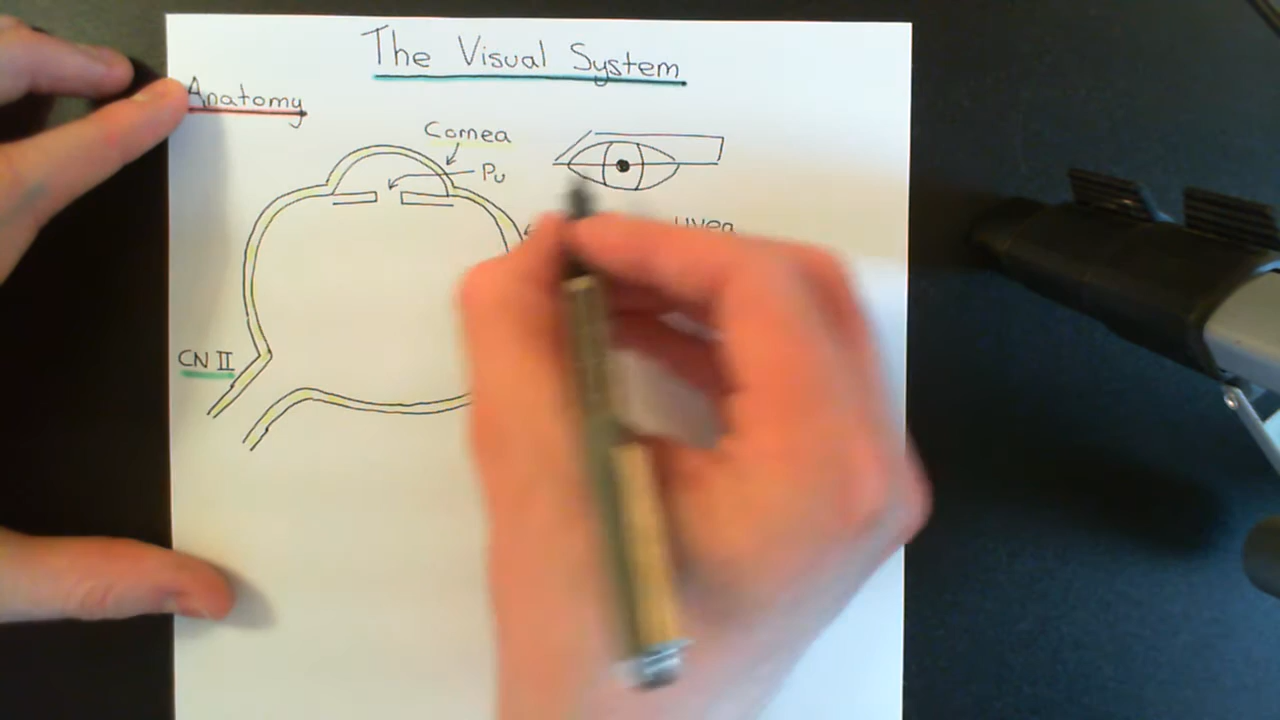 The Visual System
Anatomy
Cornea
Pu
Uvea
CN II